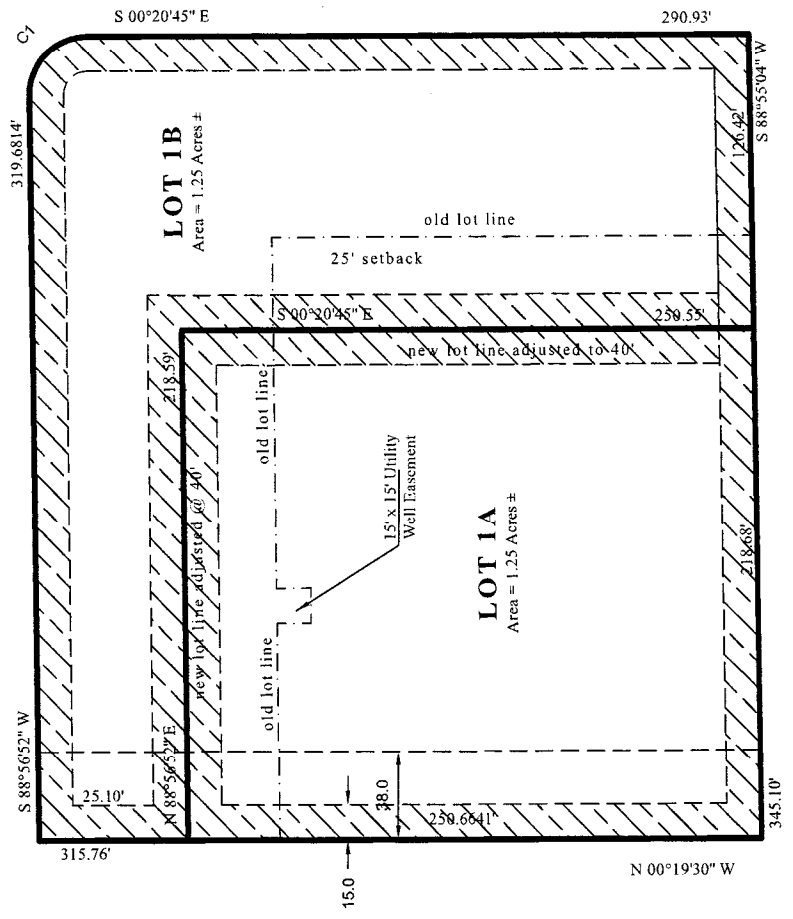 S 00°20'45" E
290.93'
C1
S 88°55'04" W
126.42'
319.6814'
LOT 1B
Area = 1.25 Acres ±
old lot line
25' setback
S 00°20'45" E
250.55'
new lot line adjusted to 40'
218.59'
old lot line
new lot line adjusted @ 40'
15' x 15' Utility
Well Easement
LOT 1A
Area = 1.25 Acres ±
218.68'
old lot line
S 88°56'52" W
N 88°56'52" E
25.10'
38.0
250.6641'
345.10'
315.76'
N 00°19'30" W
15.0